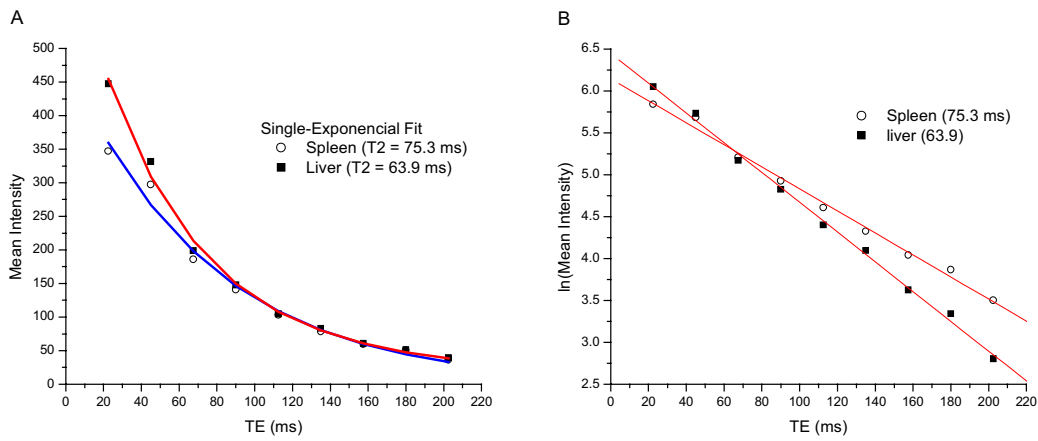 A
500
450
400
350
300
250
200
150
100
50
0
Mean Intensity
Single-Exponencial Fit
Spleen (T2 = 75.3 ms)
Liver (T2 = 63.9 ms)
0 20 40 60 80 100 120 140 160 180 200 220
TE (ms)
B
6.5
6.0
5.5
5.0
4.5
4.0
3.5
3.0
2.5
ln(Mean Intensity)
Spleen (75.3 ms)
liver (63.9)
0 20 40 60 80 100 120 140 160 180 200 220
TE (ms)